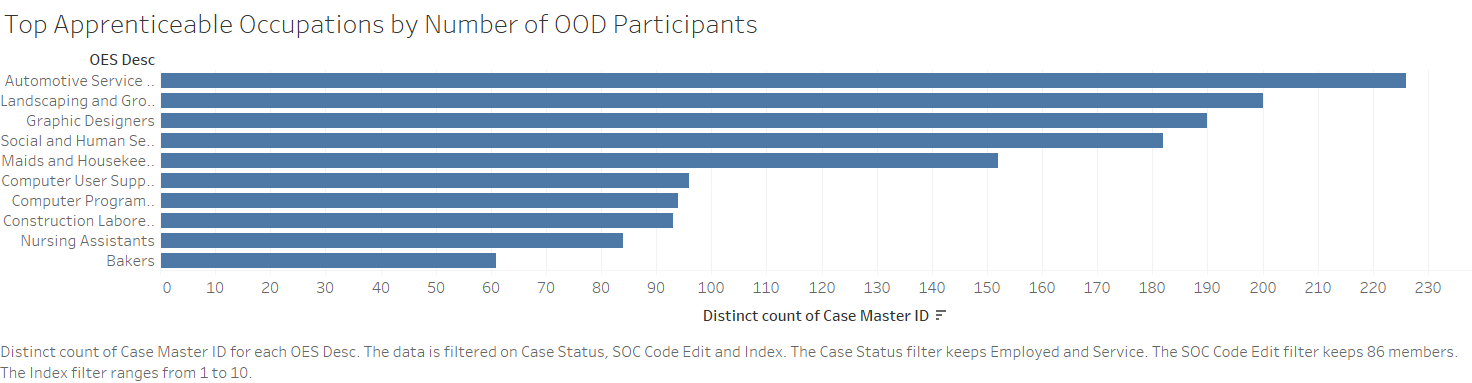 Top Apprenticeable Occupations by Number of OOD Participants
OES Desc
Automotive Service ..
Landscaping and Gro..
Graphic Designers
Social and Human Se..
Maids and Housekee..
Computer User Supp..
Computer Program..
Construction Labore..
Nursing Assistants
Bakers
0 10 20 30 40 50 60 70 80 90 100 110 120 130 140 150 160 170 180 190 200 210 220 230
Distinct count of Case Master ID
Distinct count of Case Master ID for each OES Desc. The data is filtered on Case Status, SOC Code Edit and Index. The Case Status filter keeps Employed and Service. The SOC Code Edit filter keeps 86 members.
The Index filter ranges from 1 to 10.